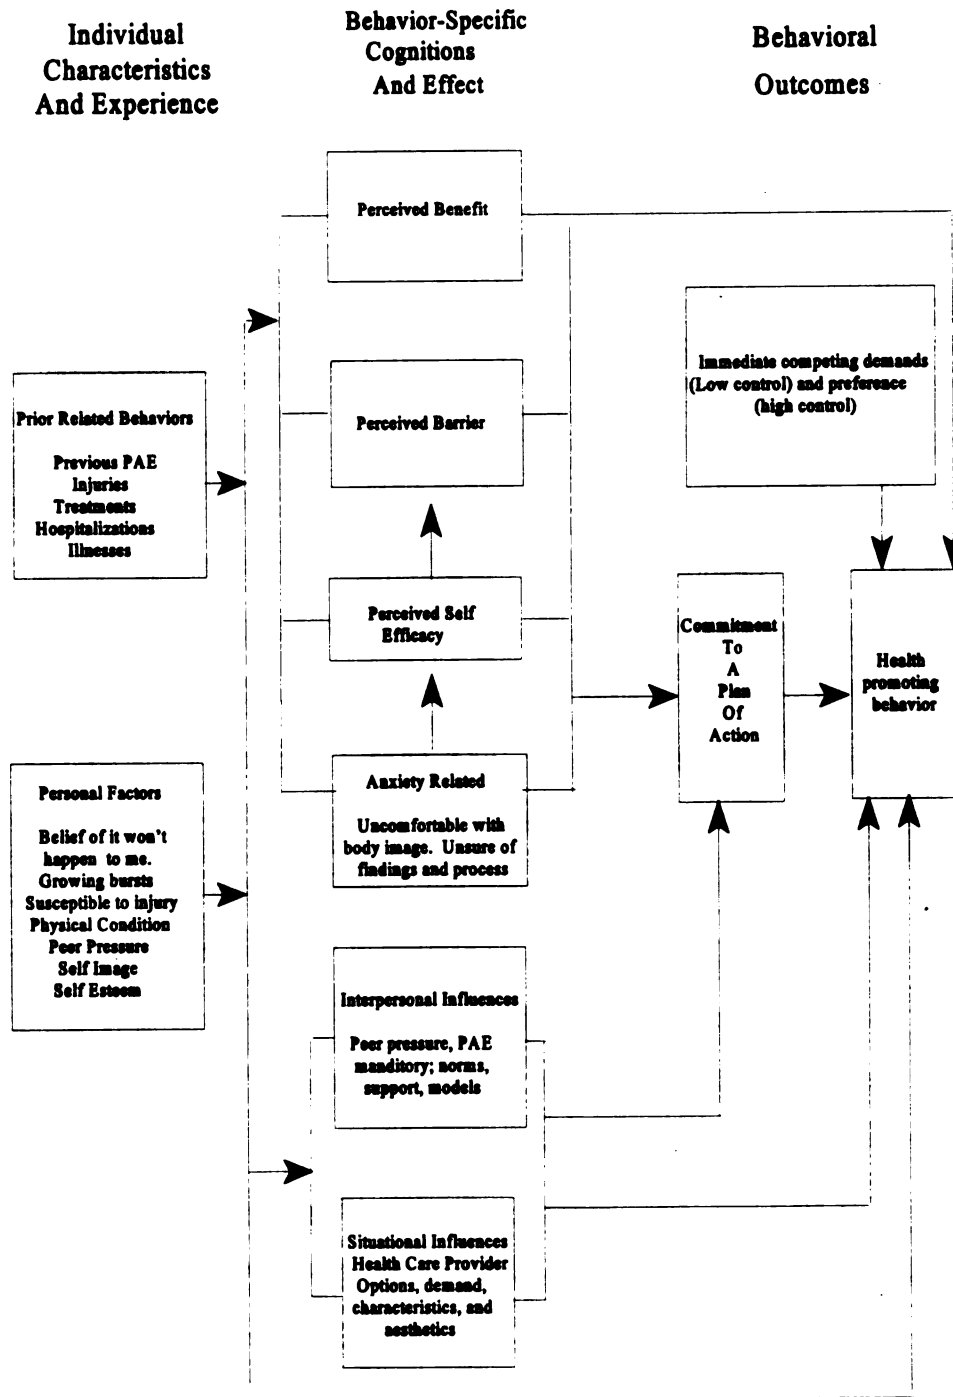 Individual
Characteristics
And Experience
Behavior-Specific
Cognitions
And Effect
Behavioral
Outcomes
Prior Related Behaviors
Previous PAE
Injuries
Treatments
Hospitalizations
Illnesses
Personal Factors
Belief of it won't
happen to me.
Growing bursts
Susceptible to injury
Physical Condition
Peer Pressure
Self Image
Self Esteem
Perceived Benefit
Perceived Barrier
Perceived Self
Efficacy
Anxiety Related
Uncomfortable with
body image. Unsure of
findings and process
Interpersonal Influences
Peer pressure, PAE
manditory; norms,
support, models
Situational Influences
Health Care Provider
Options, demand,
characteristics, and
aesthetics
Immediate competing demands
(Low control) and preference
(high control)
Commitment
To
A
Plan
Of
Action
Health
promoting
behavior